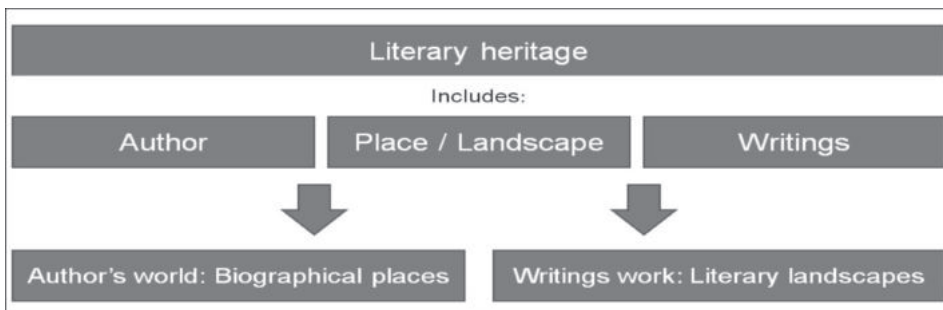 Literary heritage
Includes:
Author
Place / Landscape
Writings
Author's world: Biographical places
Writings work: Literary landscapes